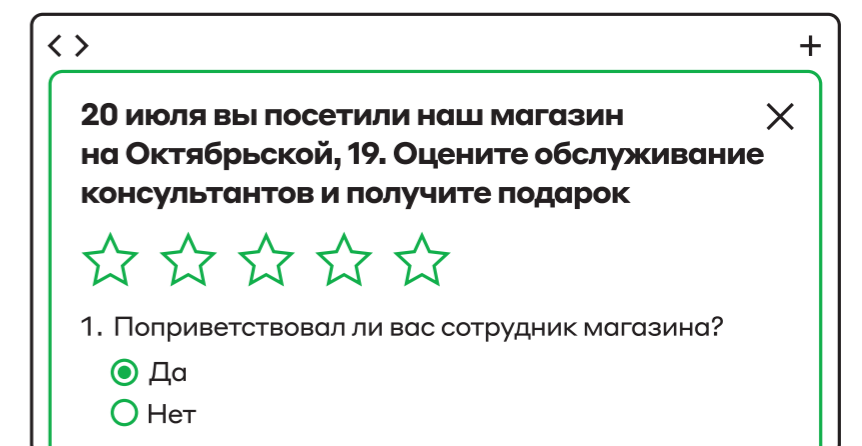 20 июля вы посетили наш магазин
на Октябрьской, 19. Оцените обслуживание
консультантов и получите подарок
1. Поприветствовал ли вас сотрудник магазина?
Да
Нет